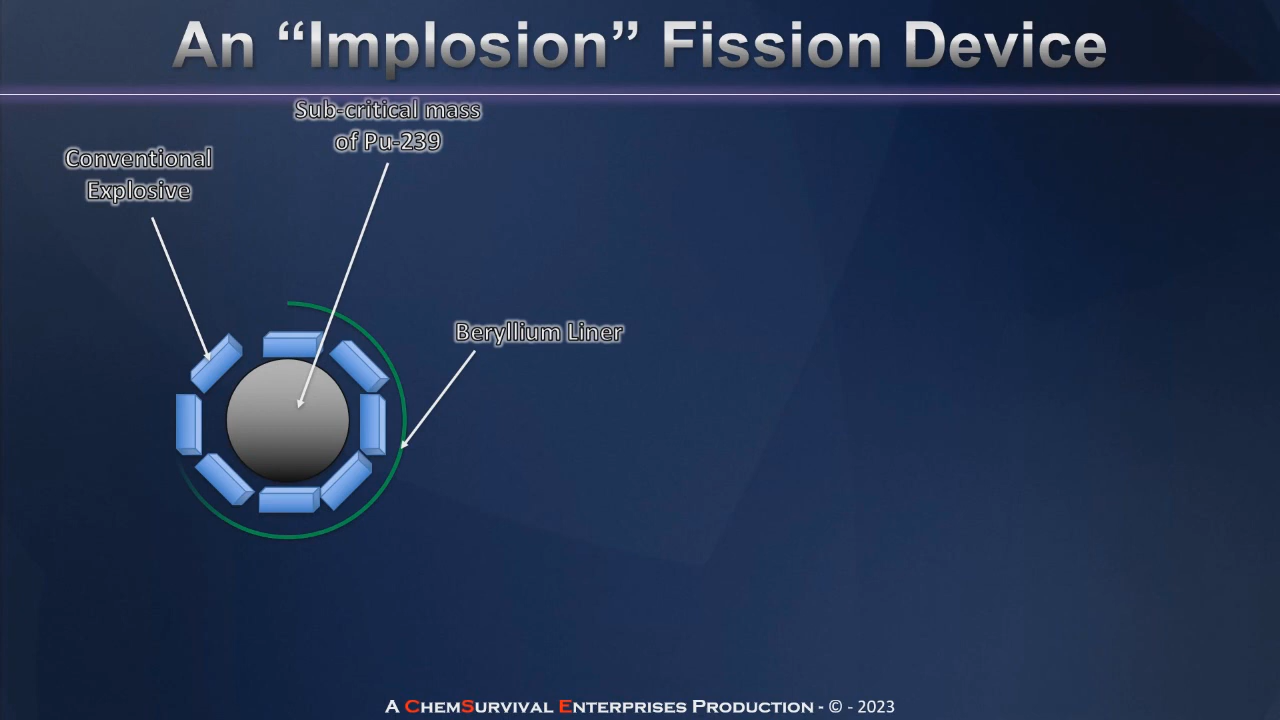 An “Implosion” Fission Device
Sub-critical mass
of Pu-239
Conventional
Explosive
Beryllium Liner
A ChemSurvival Enterprises Production - © - 2023